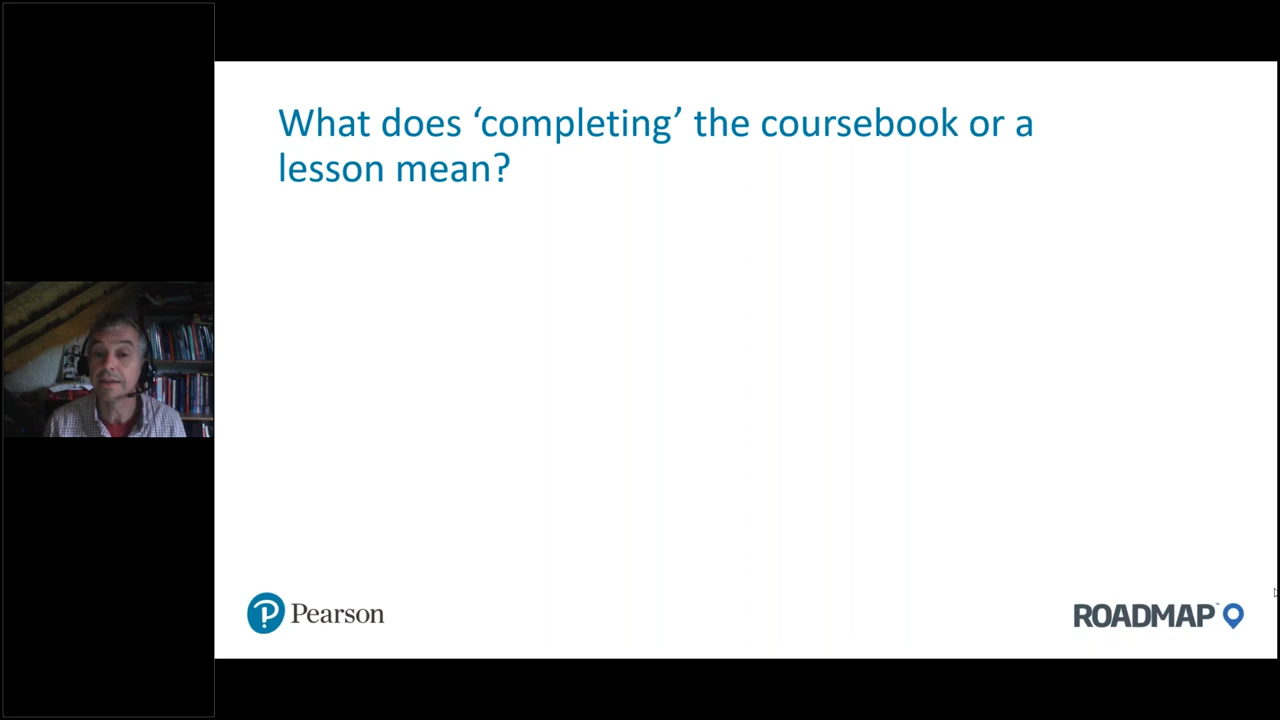 What does ‘completing’ the coursebook or a
lesson mean?
Pearson
ROADMAP